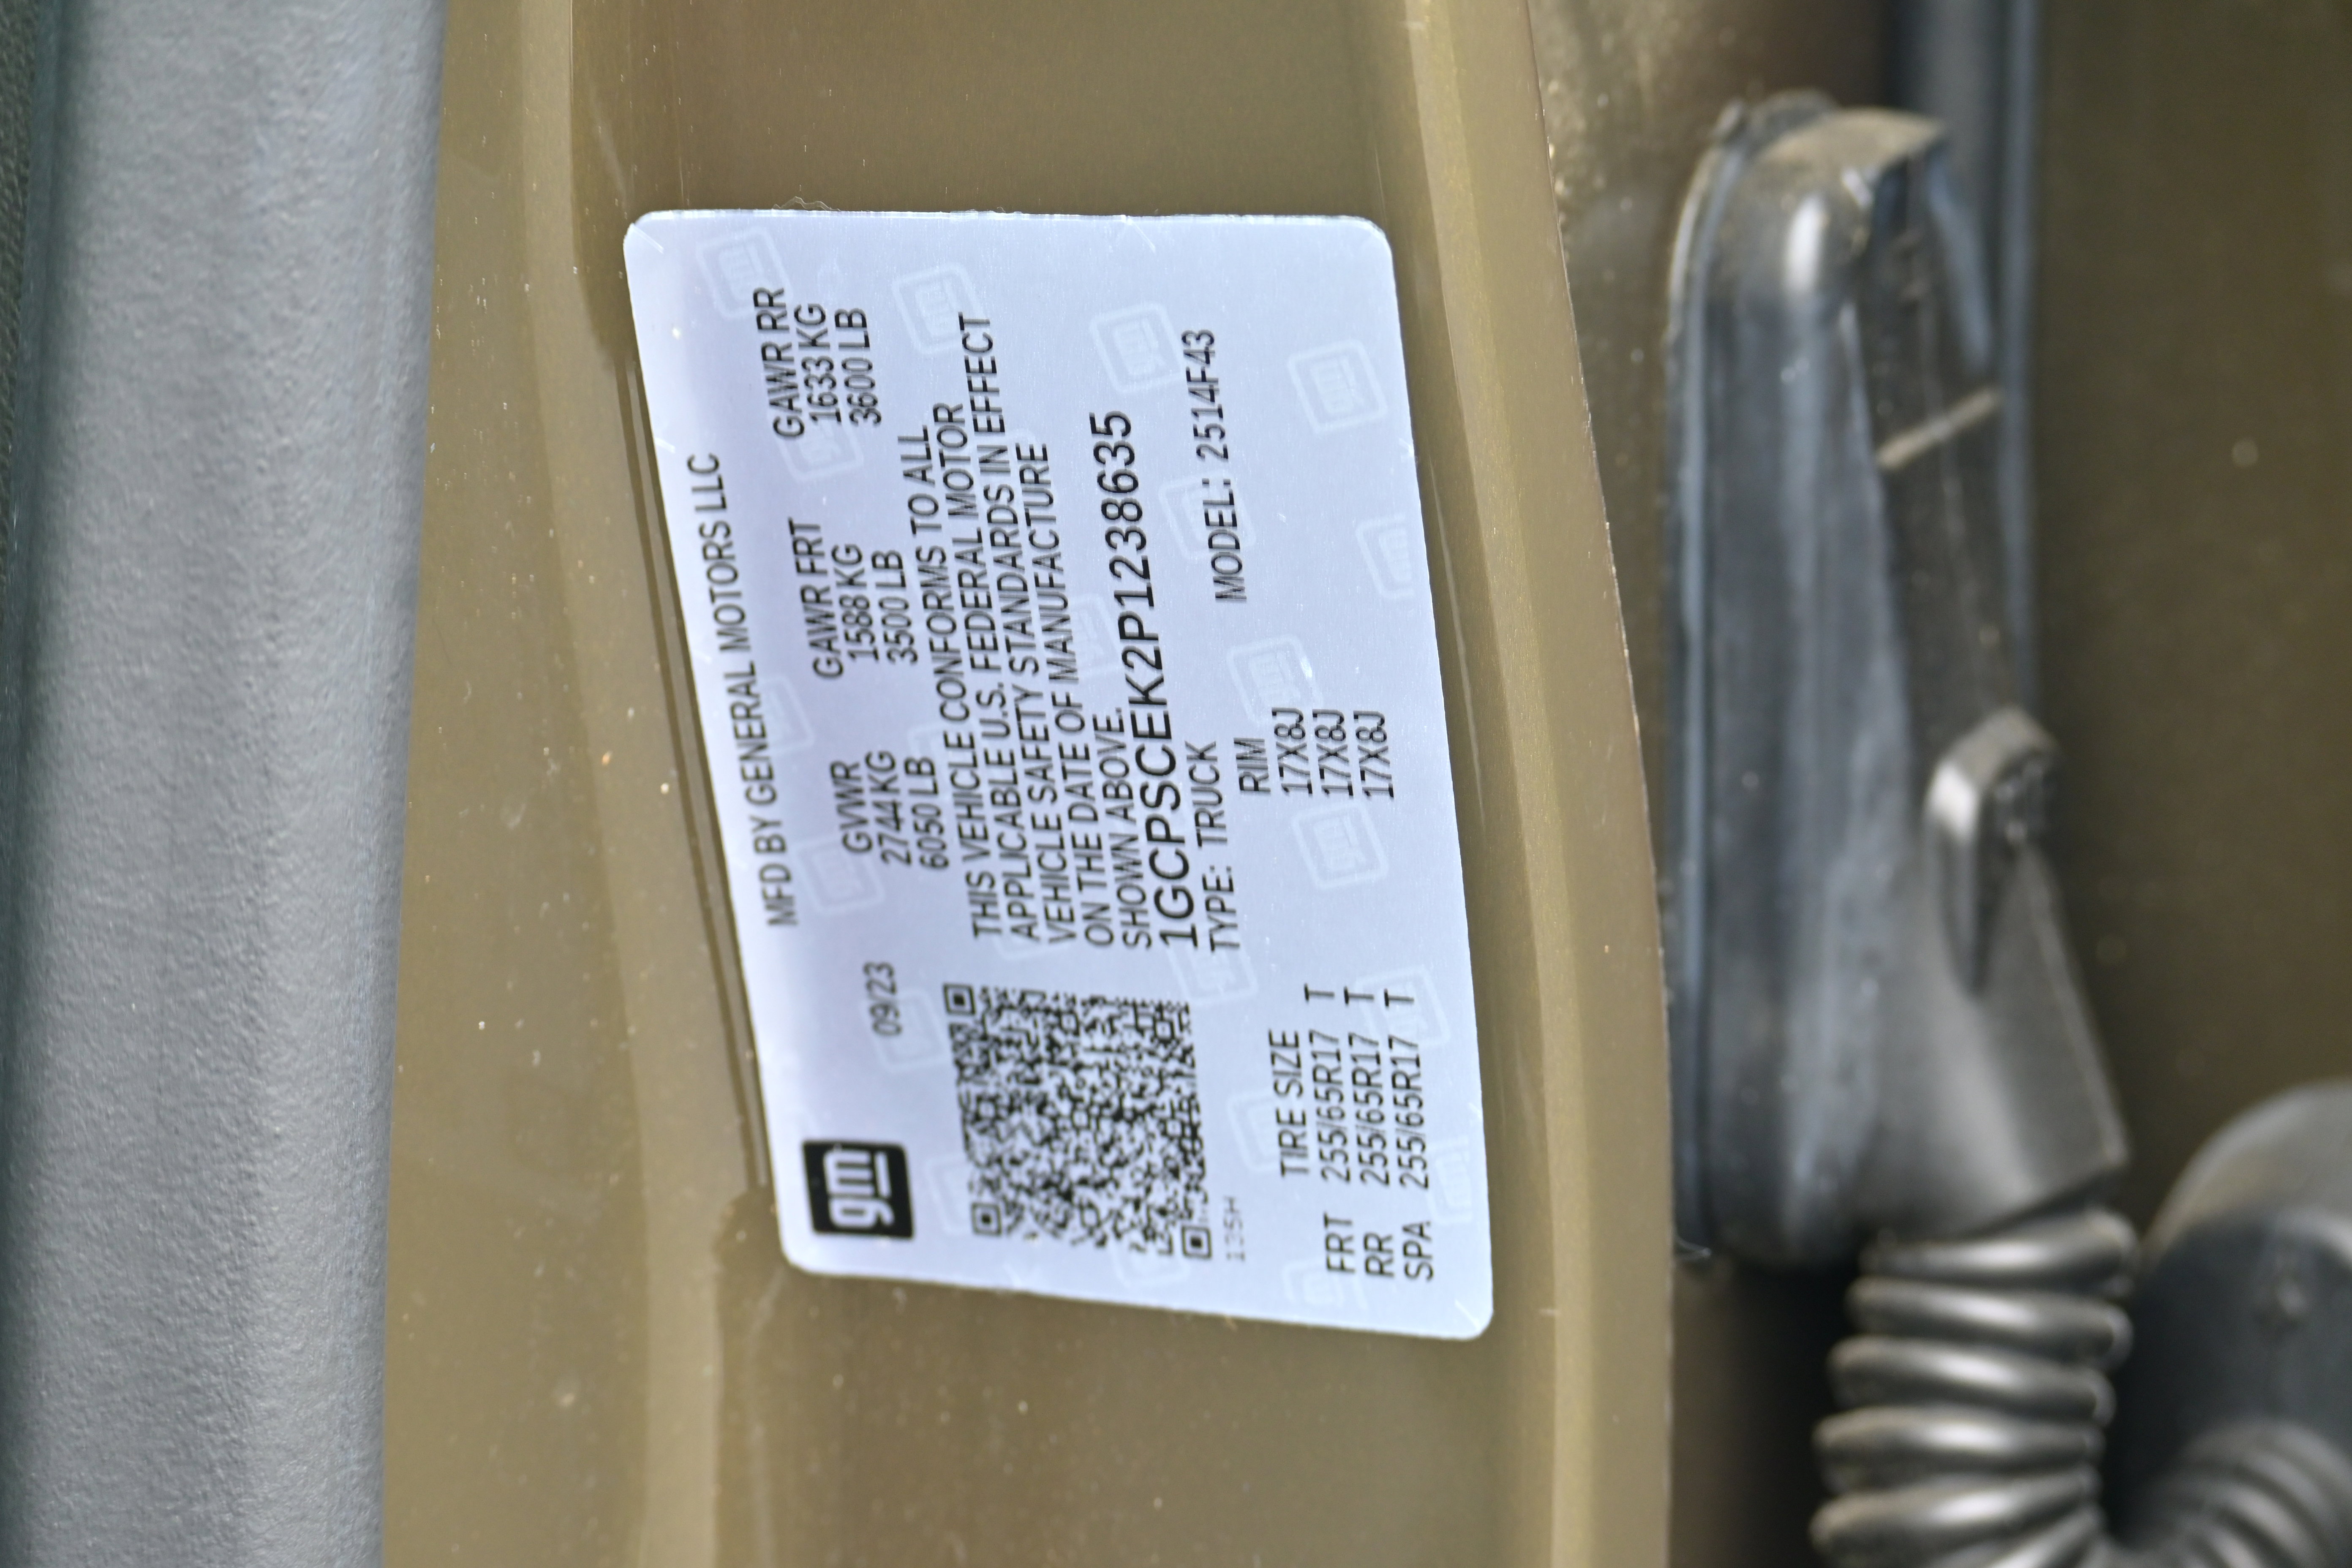 gm
MFD BY GENERAL MOTORS LLC
09/23
GVWR GAWR FRT GAWR RR
2744 KG 1588 KG 1633 KG
6050 LB 3500 LB 3600 LB
THIS VEHICLE CONFORMS TO ALL
APPLICABLE U.S. FEDERAL MOTOR
VEHICLE SAFETY STANDARDS IN EFFECT
ON THE DATE OF MANUFACTURE
SHOWN ABOVE.
1GCPSCEK2P1238635
TYPE: TRUCK MODEL: 2514F43
135H
TIRE SIZE RIM
FRT 255/65R17 T 17X8J
RR 255/65R17 T 17X8J
SPA 255/65R17 T 17X8J